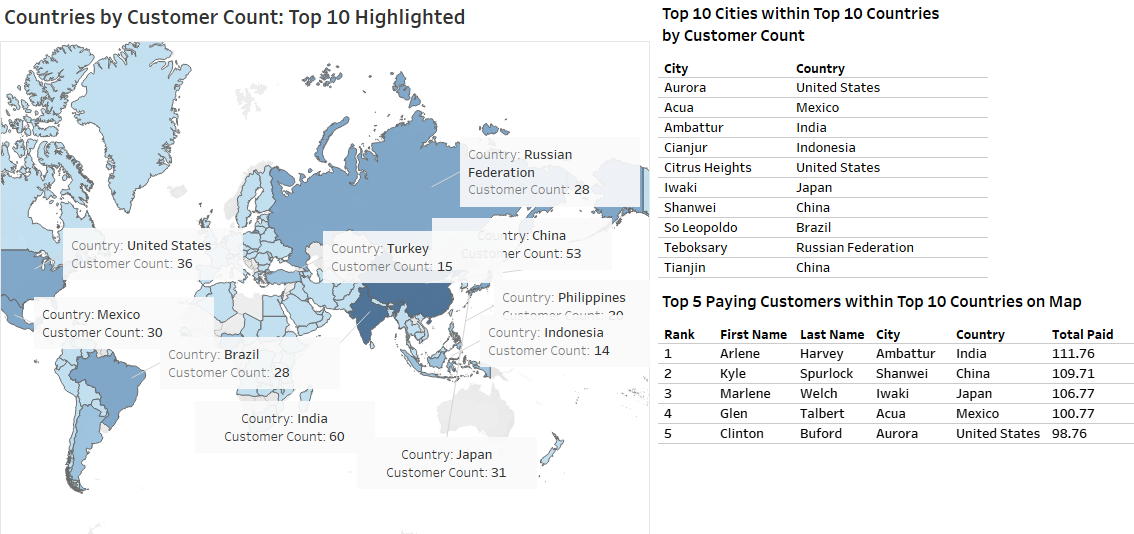 Countries by Customer Count: Top 10 Highlighted
Country: Russian
Federation
Customer Count: 28
Country: China
Customer Count: 53
Country: United States
Customer Count: 36
Country: Turkey
Customer Count: 15
Country: Philippines
Customer Count: 20
Country: Mexico
Customer Count: 30
Country: Indonesia
Customer Count: 14
Country: Brazil
Customer Count: 28
Country: India
Customer Count: 60
Country: Japan
Customer Count: 31
Top 10 Cities within Top 10 Countries
by Customer Count
City Country
Aurora United States
Acua Mexico
Ambattur India
Cianjur Indonesia
Citrus Heights United States
Iwaki Japan
Shanwei China
So Leopoldo Brazil
Teboksary Russian Federation
Tianjin China
Top 5 Paying Customers within Top 10 Countries on Map
Rank First Name Last Name City Country Total Paid
1 Arlene Harvey Ambattur India 111.76
2 Kyle Spurlock Shanwei China 109.71
3 Marlene Welch Iwaki Japan 106.77
4 Glen Talbert Acua Mexico 100.77
5 Clinton Buford Aurora United States 98.76